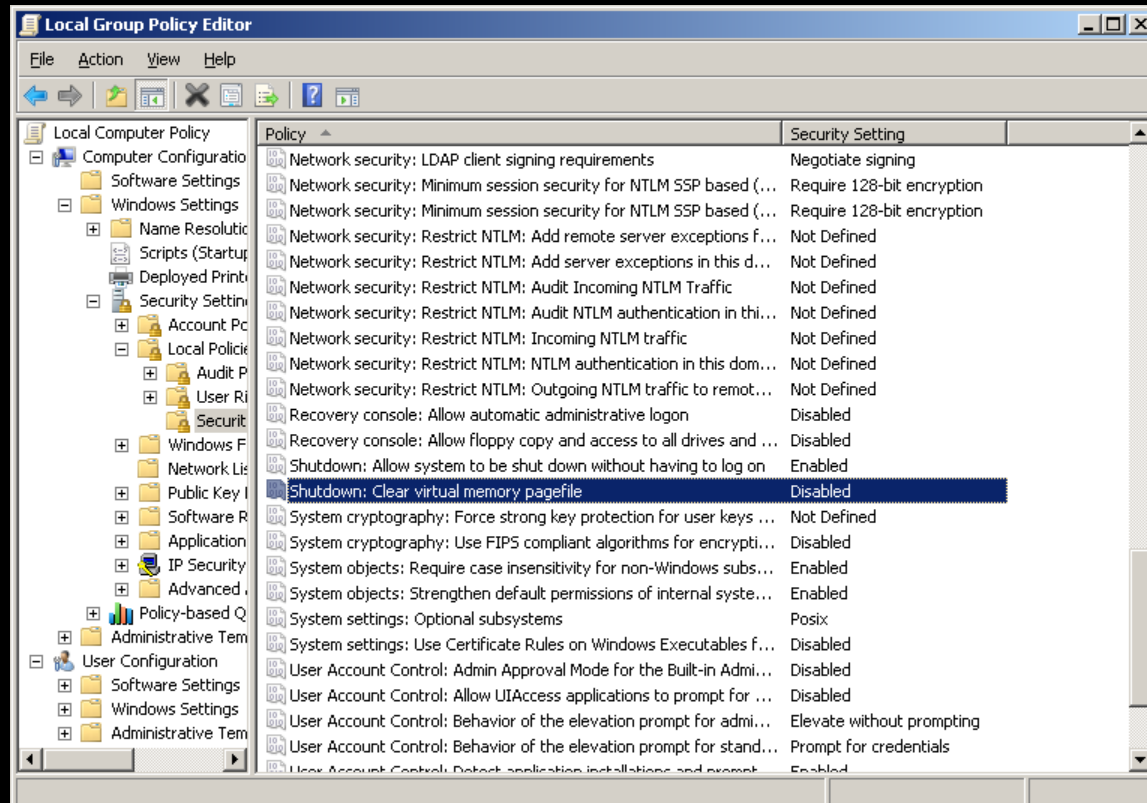 Local Group Policy Editor
File Action View Help
Local Computer Policy
Computer Configuratio
Software Settings
Windows Settings
Name Resolutic
Scripts (Startup
Deployed Print
Security Settin
Account Po
Local Policie
Audit P
User Ri
Securit
Windows F
Network Lis
Public Key
Software R
Application
IP Security
Advanced
Policy-based Q
Administrative Tem
User Configuration
Software Settings
Windows Settings
Administrative Tem
Policy Security Setting
Network security: LDAP client signing requirements Negotiate signing
Network security: Minimum session security for NTLM SSP based (... Require 128-bit encryption
Network security: Minimum session security for NTLM SSP based (... Require 128-bit encryption
Network security: Restrict NTLM: Add remote server exceptions f... Not Defined
Network security: Restrict NTLM: Add server exceptions in this d... Not Defined
Network security: Restrict NTLM: Audit Incoming NTLM Traffic Not Defined
Network security: Restrict NTLM: Audit NTLM authentication in thi... Not Defined
Network security: Restrict NTLM: Incoming NTLM traffic Not Defined
Network security: Restrict NTLM: NTLM authentication in this dom... Not Defined
Network security: Restrict NTLM: Outgoing NTLM traffic to remot... Not Defined
Recovery console: Allow automatic administrative logon Disabled
Recovery console: Allow floppy copy and access to all drives and ... Disabled
Shutdown: Allow system to be shut down without having to log on Enabled
Shutdown: Clear virtual memory pagefile Disabled
System cryptography: Force strong key protection for user keys ... Not Defined
System cryptography: Use FIPS compliant algorithms for encrypti... Disabled
System objects: Require case insensitivity for non-Windows subs... Enabled
System objects: Strengthen default permissions of internal syste... Enabled
System settings: Optional subsystems Posix
System settings: Use Certificate Rules on Windows Executables f... Disabled
User Account Control: Admin Approval Mode for the Built-in Admi... Disabled
User Account Control: Allow UIAccess applications to prompt for ... Disabled
User Account Control: Behavior of the elevation prompt for admi... Elevate without prompting
User Account Control: Behavior of the elevation prompt for stand... Prompt for credentials
User Account Control: Detect application installations and prompt Enabled